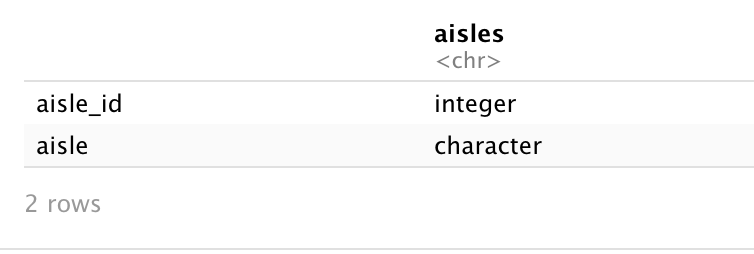 aisles
<chr>
aisle_id integer
aisle character
2 rows